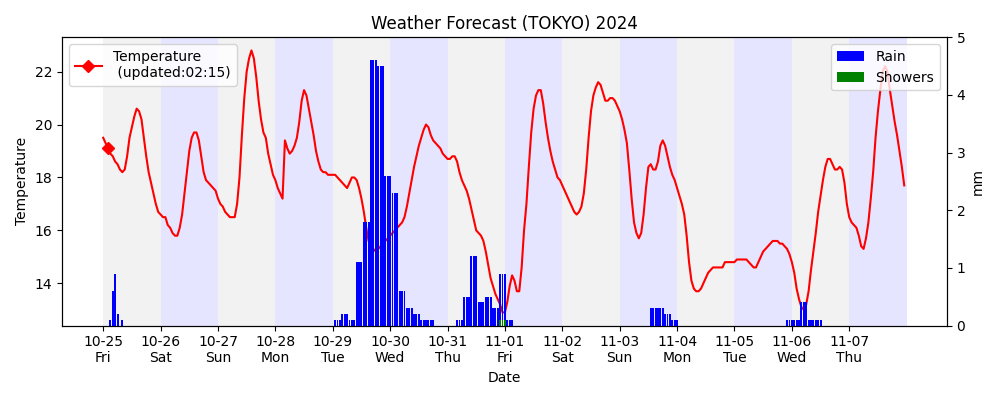 Weather Forecast (TOKYO) 2024
Temperature
(updated:02:15)
Rain
Showers
Temperature
22
20
18
16
14
5
4
3
2
1
0
mm
10-25 10-26 10-27 10-28 10-29 10-30 10-31 11-01 11-02 11-03 11-04 11-05 11-06 11-07
Fri Sat Sun Mon Tue Wed Thu Fri Sat Sun Mon Tue Wed Thu
Date